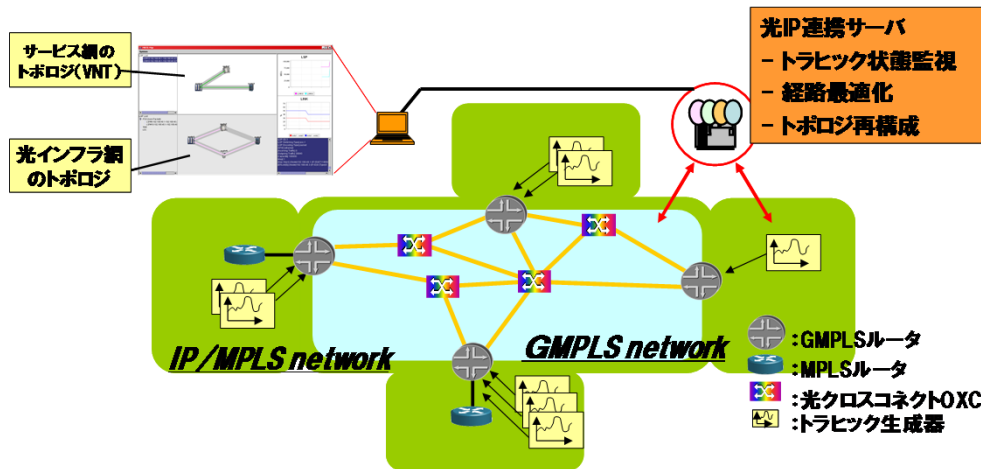 サービス網の
トポロジ(VNT)
光インフラ網
のトポロジ
光IP連携サーバ
- トラヒック状態監視
- 経路最適化
- トポロジ再構成
IP/MPLS network
GMPLS network
:GMPLSルータ
:MPLSルータ
:光クロスコネクトOXC
:トラヒック生成器